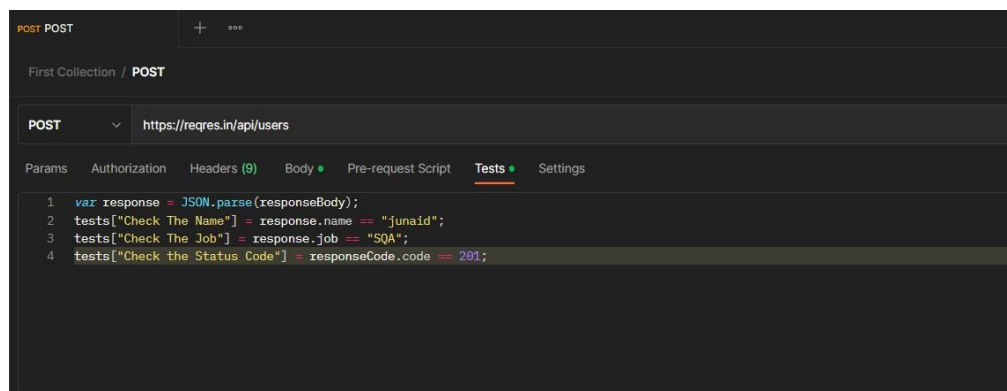 POST POST + ooo
First Collection / POST
POST https://reqres.in/api/users
Params Authorization Headers (9) Body Pre-request Script Tests Settings
1 var response = JSON.parse(responseBody);
2 tests["Check The Name"] = response.name == "junaid";
3 tests["Check The Job"] = response.job == "SQA";
4 tests["Check the Status Code"] = responseCode.code == 201;